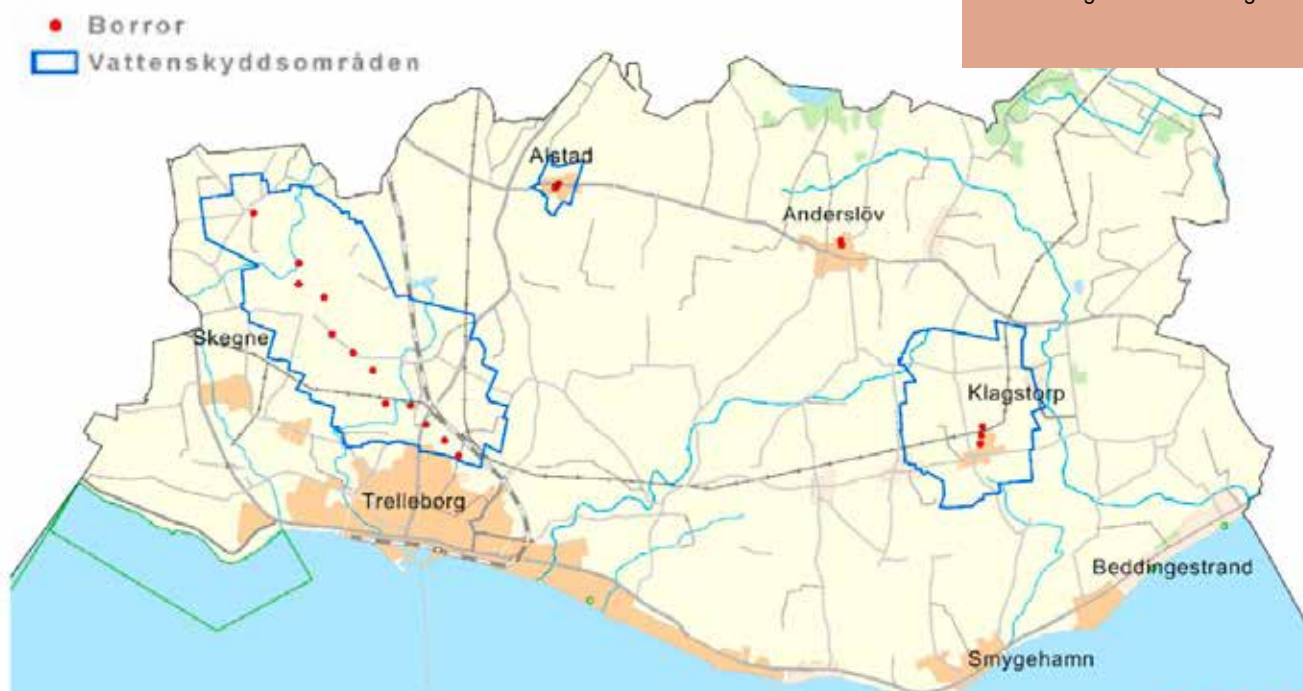 Borror
Vattenskyddsområden
Alstad
Anderslöv
Skegne
Klagstorp
Trelleborg
Beddingestrand
Smygehamn